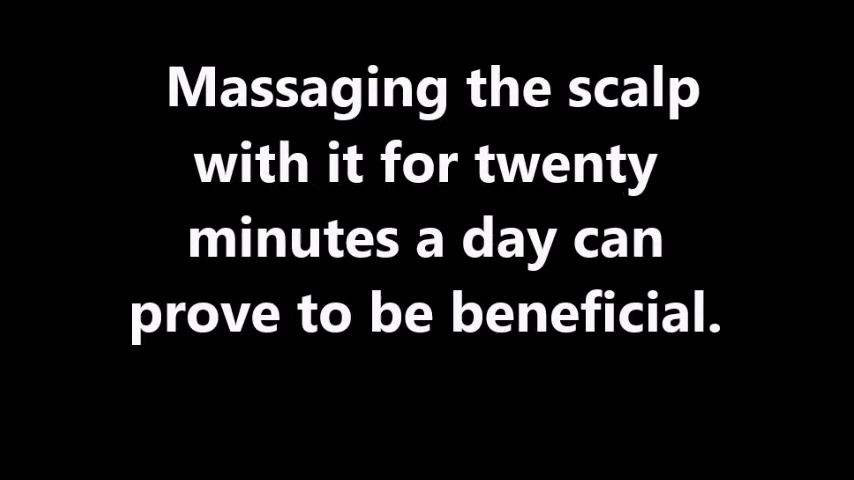 Massaging the scalp
with it for twenty
minutes a day can
prove to be beneficial.